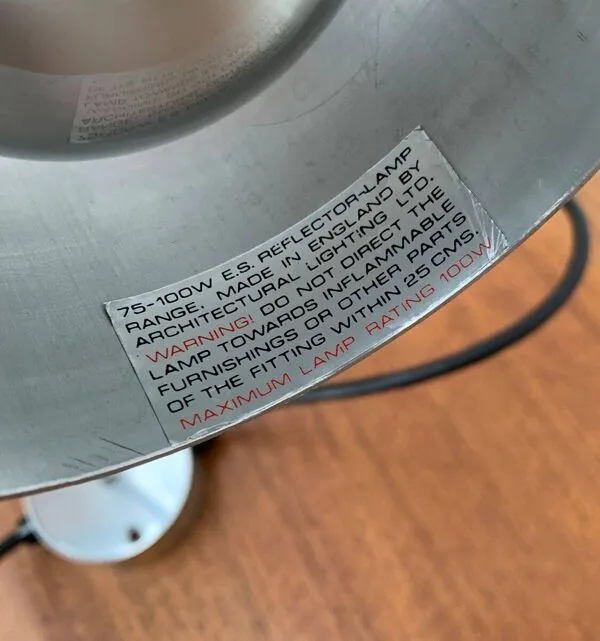 75-100W E.S. REFLECTOR-LAMP
RANGE. MADE IN ENGLAND BY
ARCHITECTURAL LIGHTING LTD.
WARNING! DO NOT DIRECT THE
LAMP TOWARDS INFLAMMABLE
FURNISHINGS OR OTHER PARTS
OF THE FITTING WITHIN 25 CMS.
MAXIMUM LAMP RATING 100W